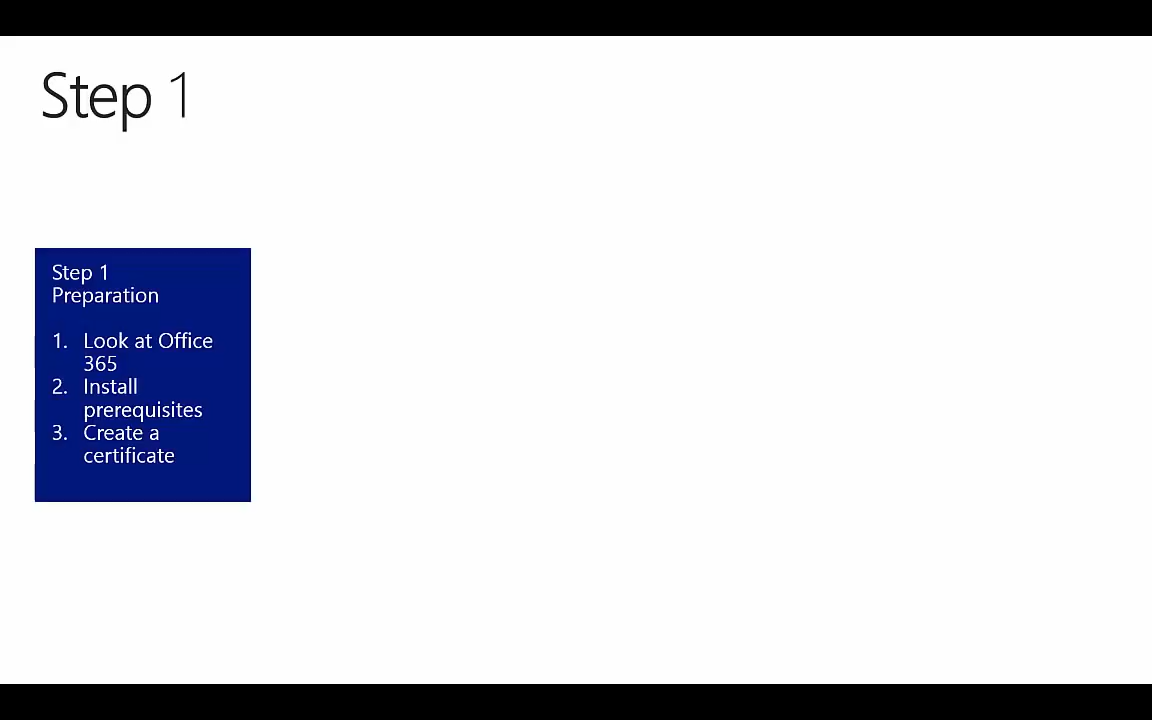 Step 1
Step 1
Preparation
1. Look at Office
365
2. Install
prerequisites
3. Create a
certificate